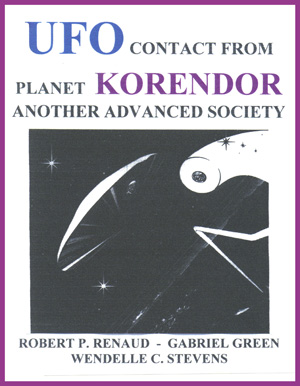 UFO CONTACT FROM
PLANET KORENDOR
ANOTHER ADVANCED SOCIETY
ROBERT P. RENAUD - GABRIEL GREEN
WENDELLE C. STEVENS